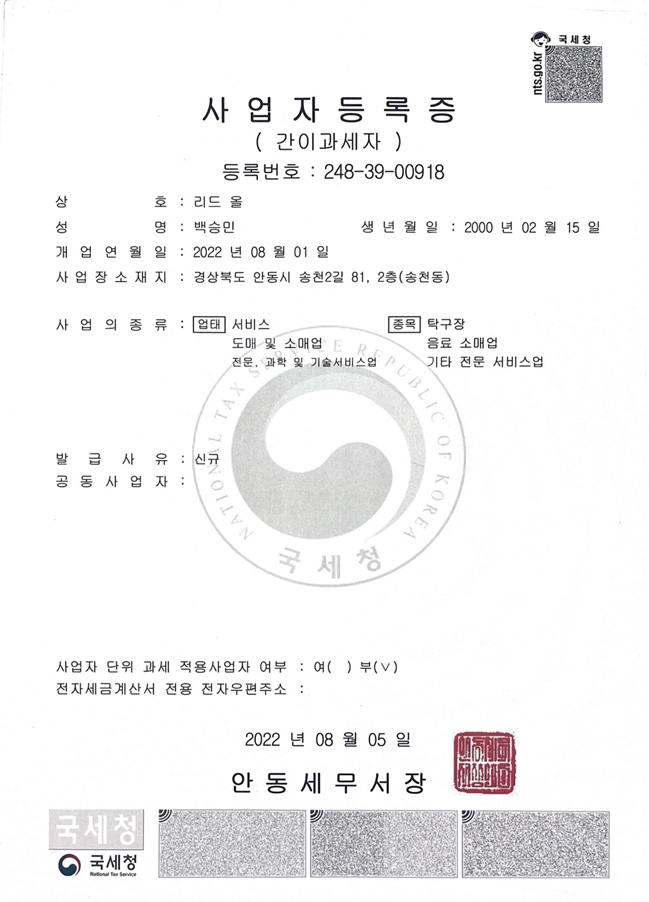 국세청
nts.go.kr
사 업 자 등 록 증
( 간이과세자 )
등록번호 : 248-39-00918
상 호 : 리드 올
성 명 : 백승민 생 년 월 일 : 2000 년 02 월 15 일
개 업 연 월 일 : 2022 년 08 월 01 일
사 업 장 소 재 지 : 경상북도 안동시 송천2길 81, 2층(송천동)
사 업 의 종 류 : 업태 서비스 종목 탁구장
도매 및 소매업 음료 소매업
전문, 과학 및 기술서비스업 기타 전문 서비스업
NATIONAL TAX SERVICE REPUBLIC OF KOREA
국세청
발 급 사 유 : 신규
공 동 사 업 자 :
사업자 단위 과세 적용사업자 여부 : 여( ) 부(∨)
전자세금계산서 전용 전자우편주소 :
2022 년 08 월 05 일
안 동 세 무 서 장
국세청
국세청
National Tax Service